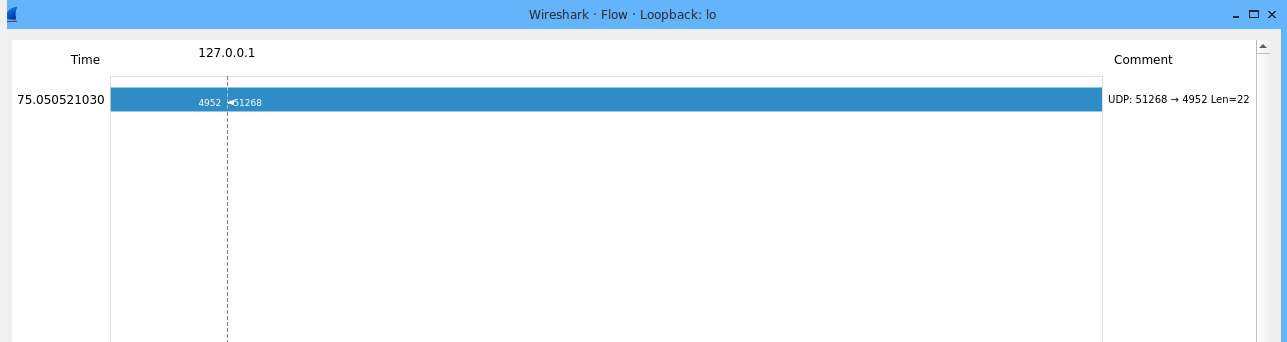 Wireshark · Flow · Loopback: lo
Time 127.0.0.1 Comment
75.050521030 4952 51268 UDP: 51268 → 4952 Len=22